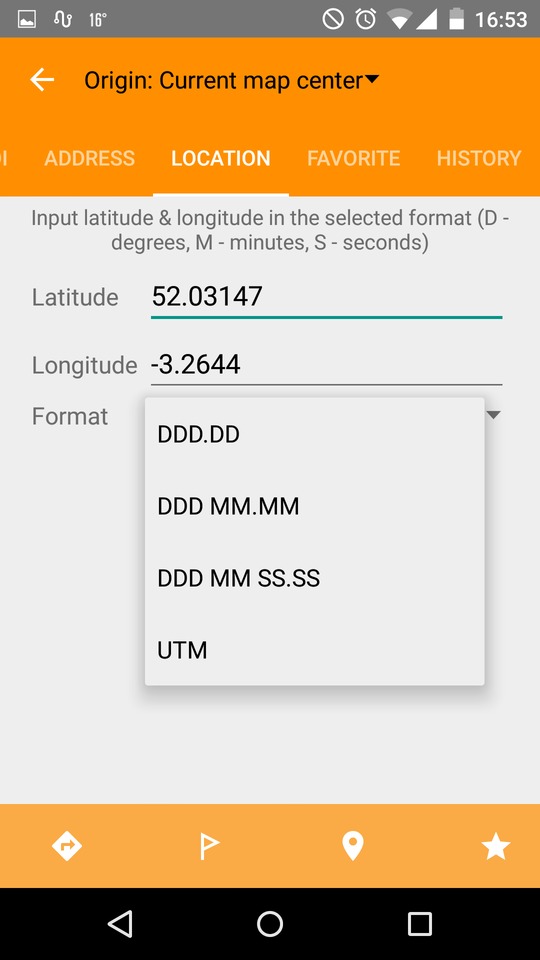 16° 16:53
Origin: Current map center
ADDRESS LOCATION FAVORITE HISTORY
Input latitude & longitude in the selected format (D -
degrees, M - minutes, S - seconds)
Latitude 52.03147
Longitude -3.2644
Format
DDD.DD
DDD MM.MM
DDD MM SS.SS
UTM